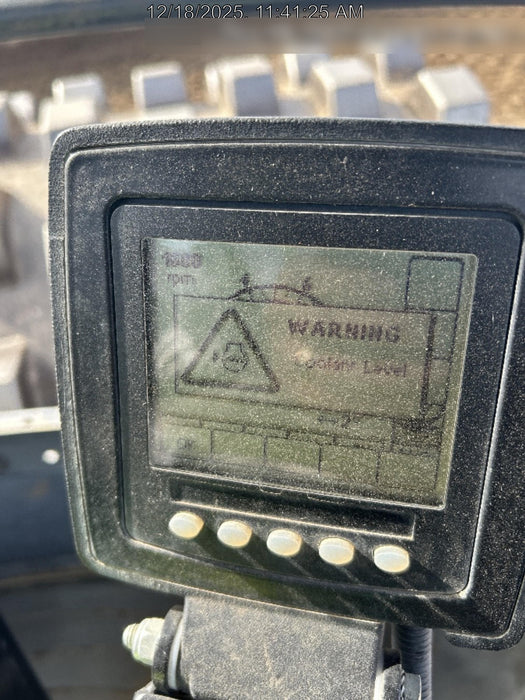 12/18/2025, 11:41:25 AM
rpm
WARNING
Coolant Level